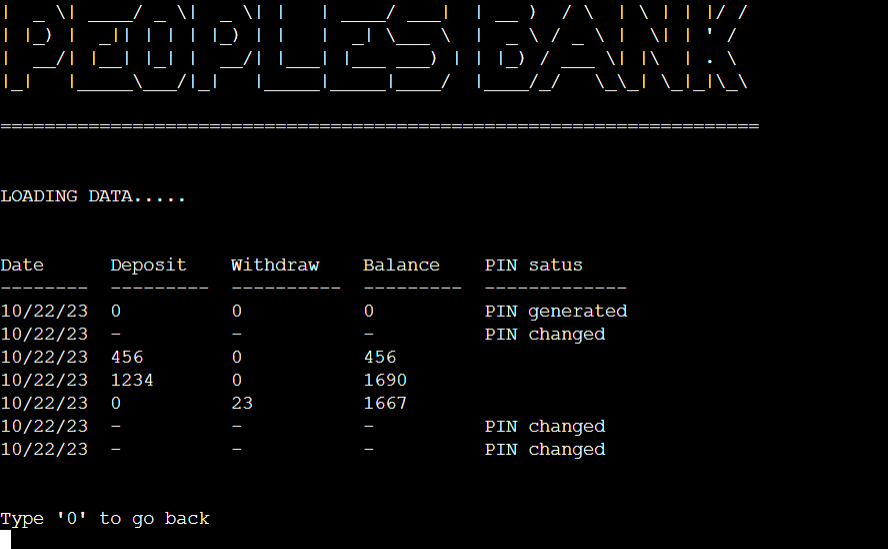 PEOPLES BANK
=====================================================================
LOADING DATA.....
Date Deposit Withdraw Balance PIN satus
-------- --------- ---------- --------- -------------
10/22/23 0 0 0 PIN generated
10/22/23 - - - PIN changed
10/22/23 456 0 456
10/22/23 1234 0 1690
10/22/23 0 23 1667
10/22/23 - - - PIN changed
10/22/23 - - - PIN changed
Type '0' to go back